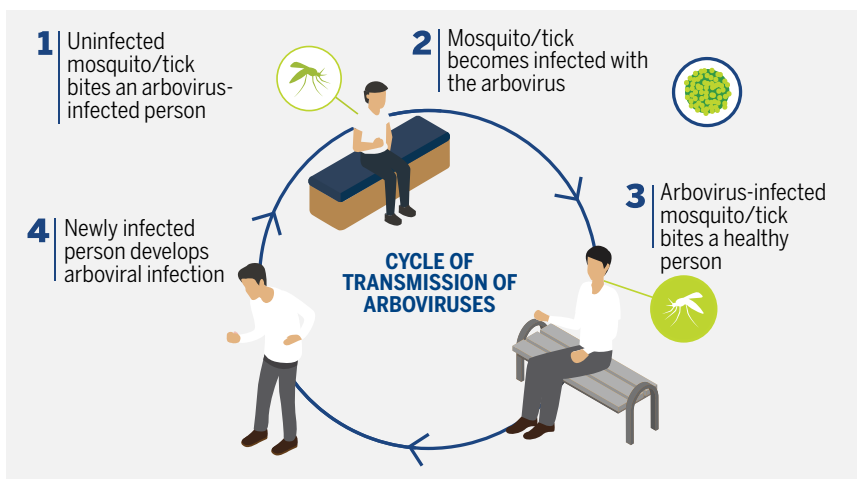 1
Uninfected
mosquito/tick
bites an arbovirus-
infected person
2
Mosquito/tick
becomes infected with
the arbovirus
3
Arbovirus-infected
mosquito/tick
bites a healthy
person
4
Newly infected
person develops
arboviral infection
CYCLE OF
TRANSMISSION OF
ARBOVIRUSES